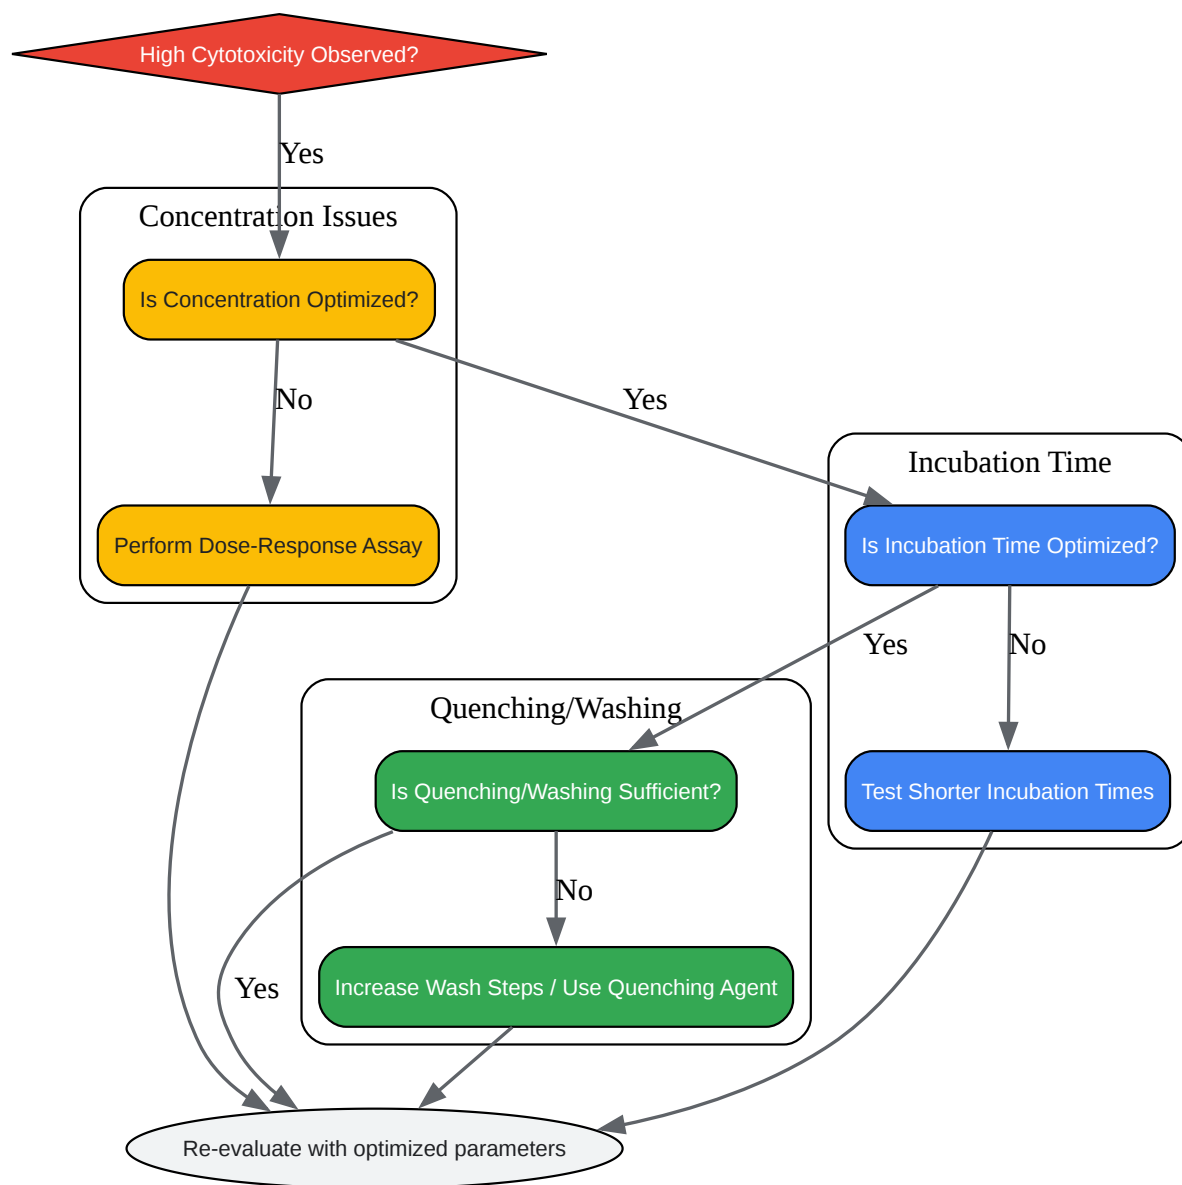 High Cytotoxicity Observed?
Yes
Concentration Issues
Is Concentration Optimized?
No
Yes
Perform Dose-Response Assay
Incubation Time
Is Incubation Time Optimized?
Yes
No
Quenching/Washing
Is Quenching/Washing Sufficient?
Test Shorter Incubation Times
No
Yes
Increase Wash Steps / Use Quenching Agent
Re-evaluate with optimized parameters